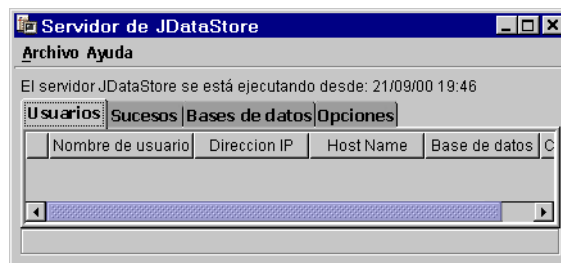 Servidor de JDataStore
Archivo Ayuda
El servidor JDataStore se está ejecutando desde: 21/09/00 19:46
Usuarios Sucesos Bases de datos Opciones
Nombre de usuario Direccion IP Host Name Base de datos C